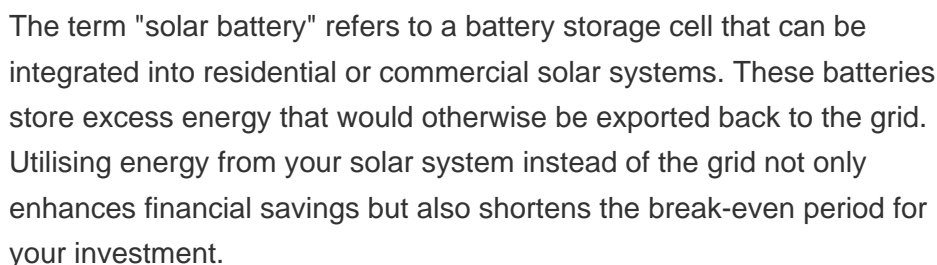 The term "solar battery" refers to a battery storage cell that can be
integrated into residential or commercial solar systems. These batteries
store excess energy that would otherwise be exported back to the grid.
Utilising energy from your solar system instead of the grid not only
enhances financial savings but also shortens the break-even period for
your investment.